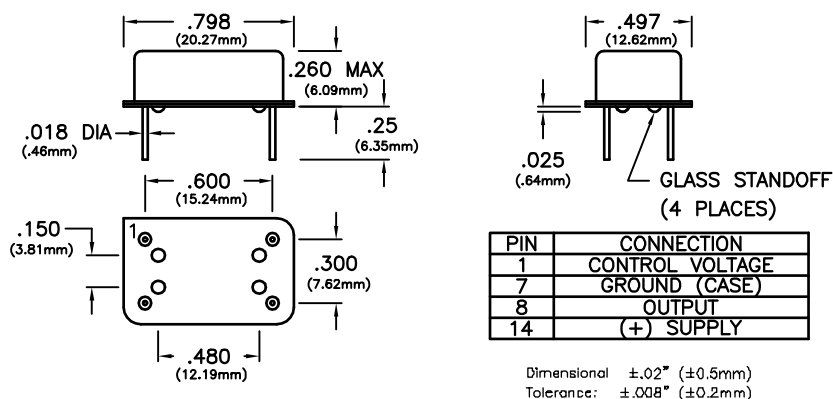 .798
(20.27mm)
.260 MAX
(6.09mm)
.018 DIA
(.46mm)
.25
(6.35mm)
.600
(15.24mm)
.150
(3.81mm)
1
.300
(7.62mm)
.480
(12.19mm)
.497
(12.62mm)
.025
(.64mm)
GLASS STANDOFF
(4 PLACES)
PIN CONNECTION
1 CONTROL VOLTAGE
7 GROUND (CASE)
8 OUTPUT
14 (+) SUPPLY
Dimensional ±.02" (±0.5mm)
Tolerance: ±.008" (±0.2mm)